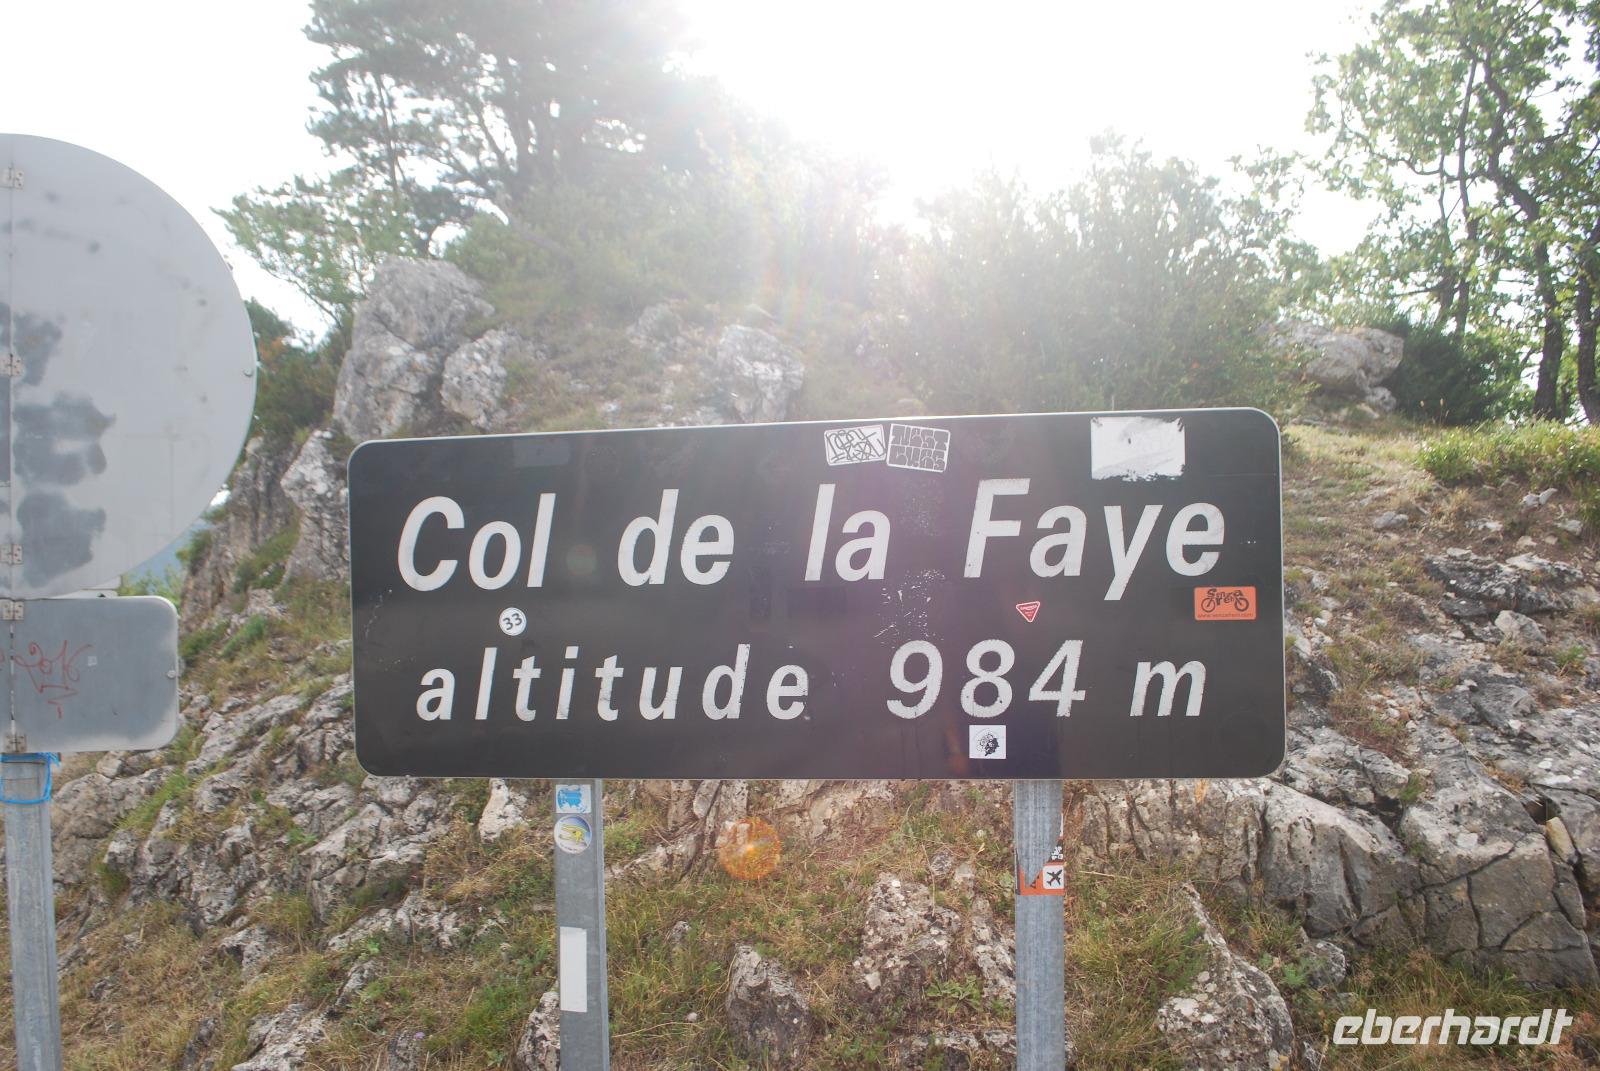 Col de la Faye
33
altitude 984 m
eberhardt